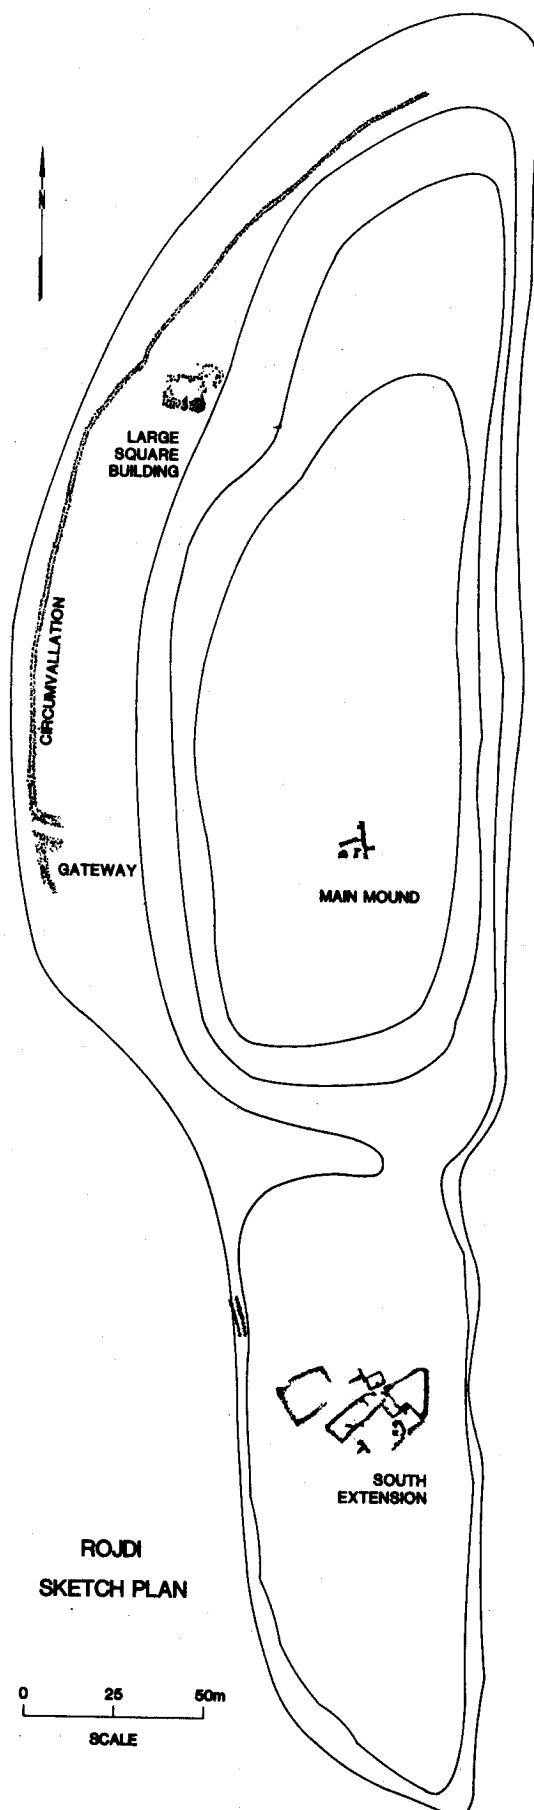 N
LARGE
SQUARE
BUILDING
CIRCUMVALLATION
GATEWAY
MAIN MOUND
SOUTH
EXTENSION
ROJDI
SKETCH PLAN
0 25 50m
SCALE